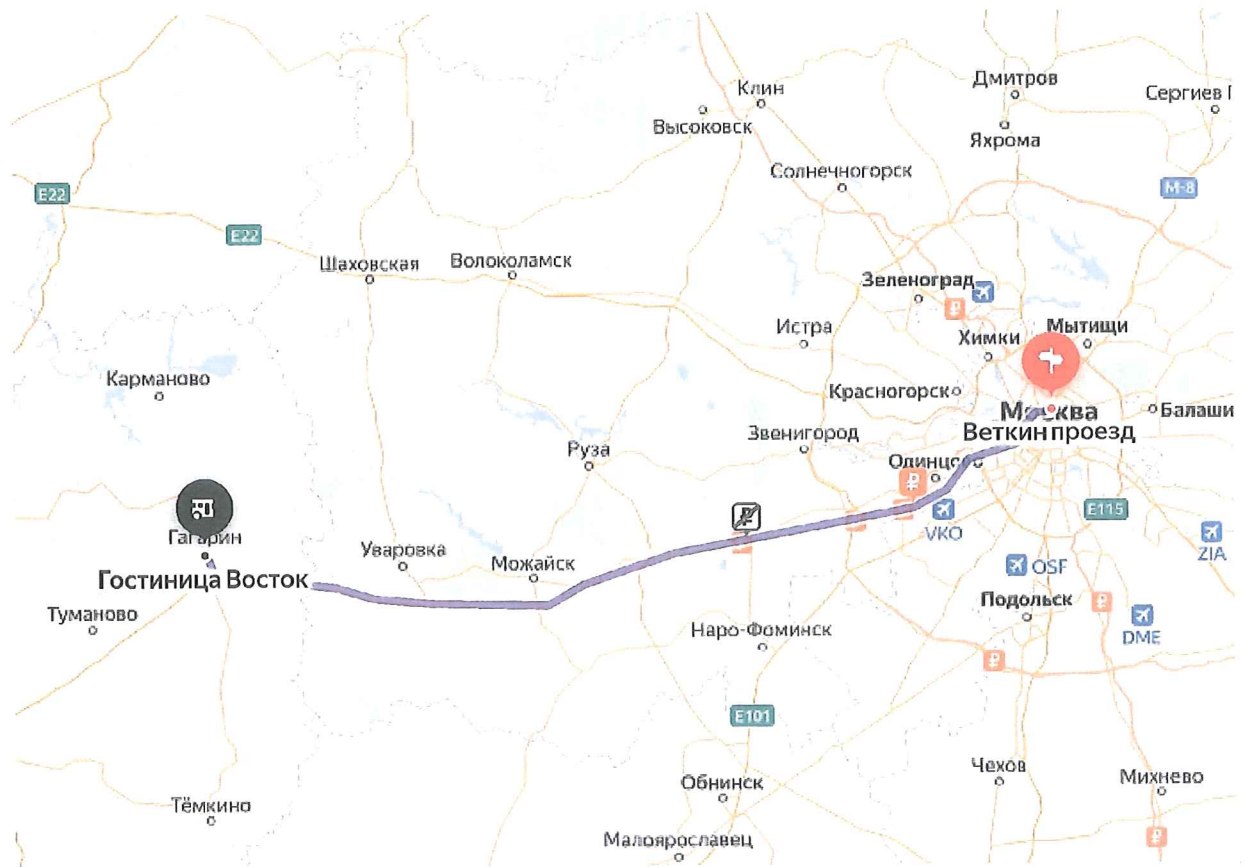 Дмитров
Сергиев П
Клин
Высоковск
Яхрома
Солнечногорск
M-8
E22
E22
Шаховская
Волоколамск
Зеленоград
Истра
Химки
Мытищи
Карманово
Красногорск
Москва
Балаши
Веткин проезд
Звенигород
Руза
Одинцо
E115
VKO
ZIA
Гагарин
Уваровка
Можайск
OSF
Гостиница Восток
Туманово
Подольск
DME
Наро-Фоминск
E101
Чехов
Михнево
Обнинск
Тёмкино
Малоярославец